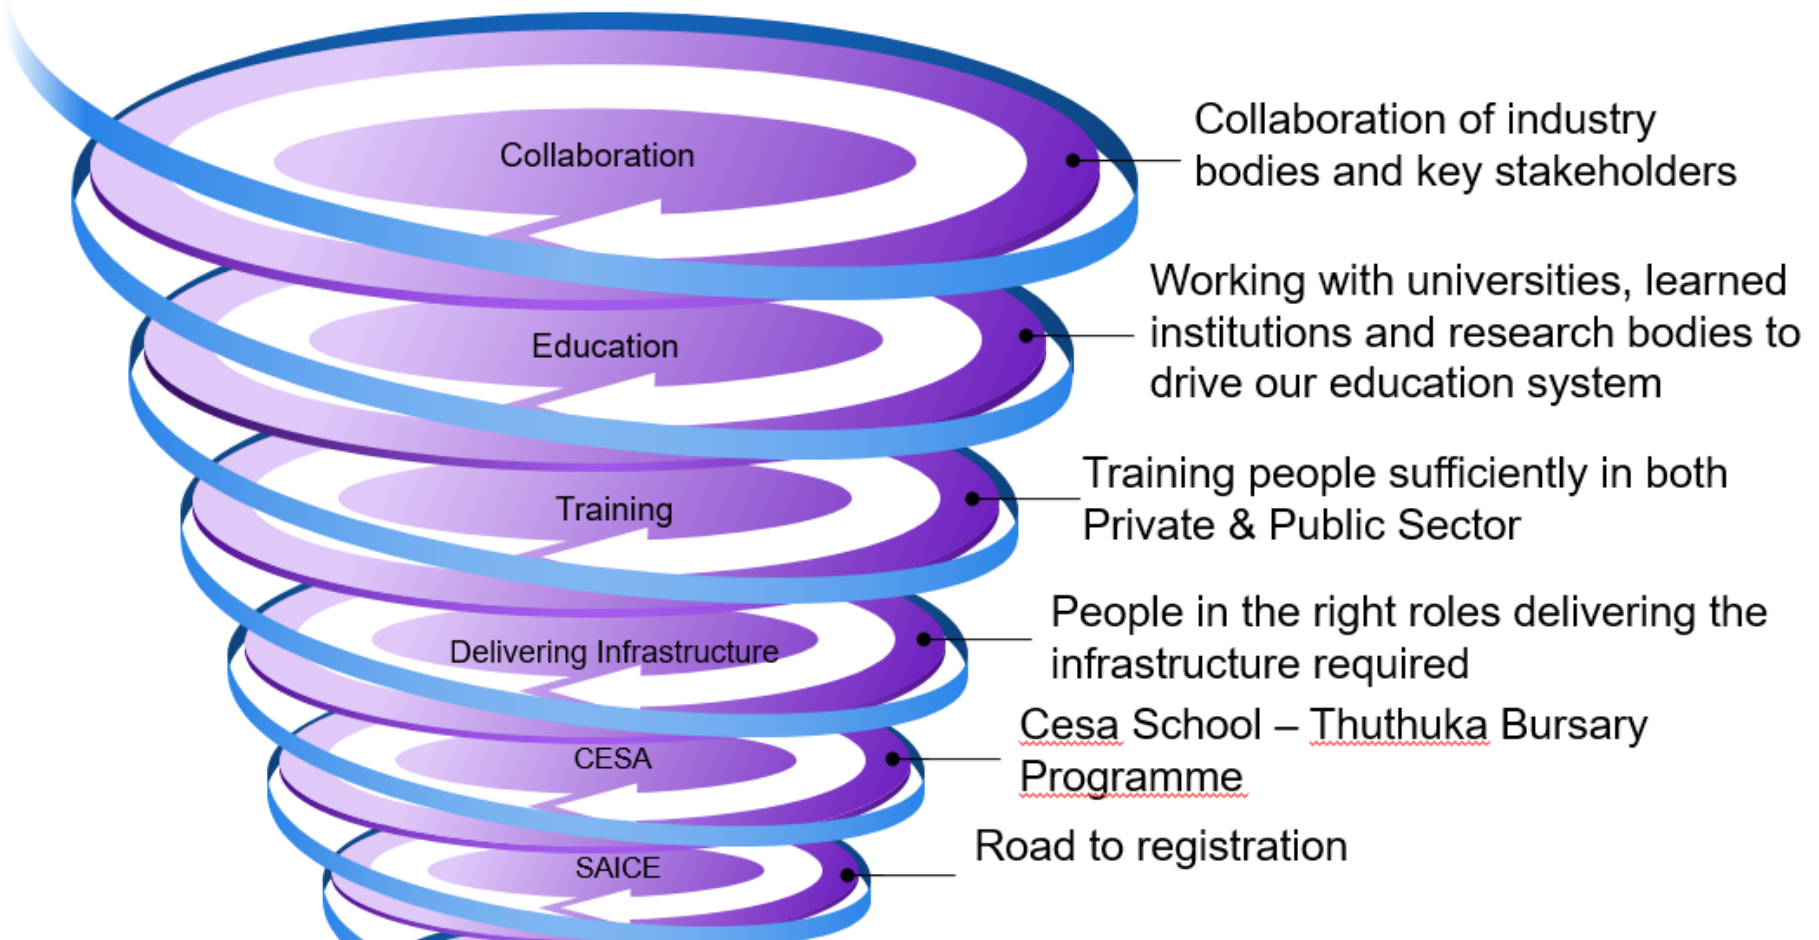 Collaboration
Collaboration of industry
bodies and key stakeholders
Education
Working with universities, learned
institutions and research bodies to
drive our education system
Training
Training people sufficiently in both
Private & Public Sector
Delivering Infrastructure
People in the right roles delivering the
infrastructure required
CESA
Cesa School – Thuthuka Bursary
Programme
SAICE
Road to registration